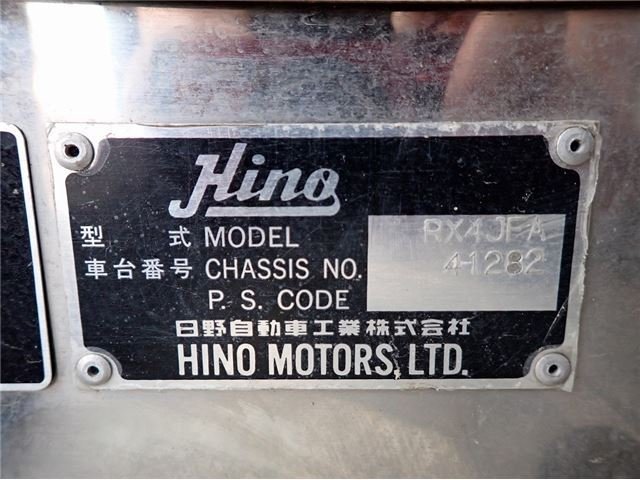 Hino
型 式 MODEL RX4JFA
車台番号 CHASSIS NO. 41282
P. S. CODE
日野自動車工業株式会社
HINO MOTORS, LTD.